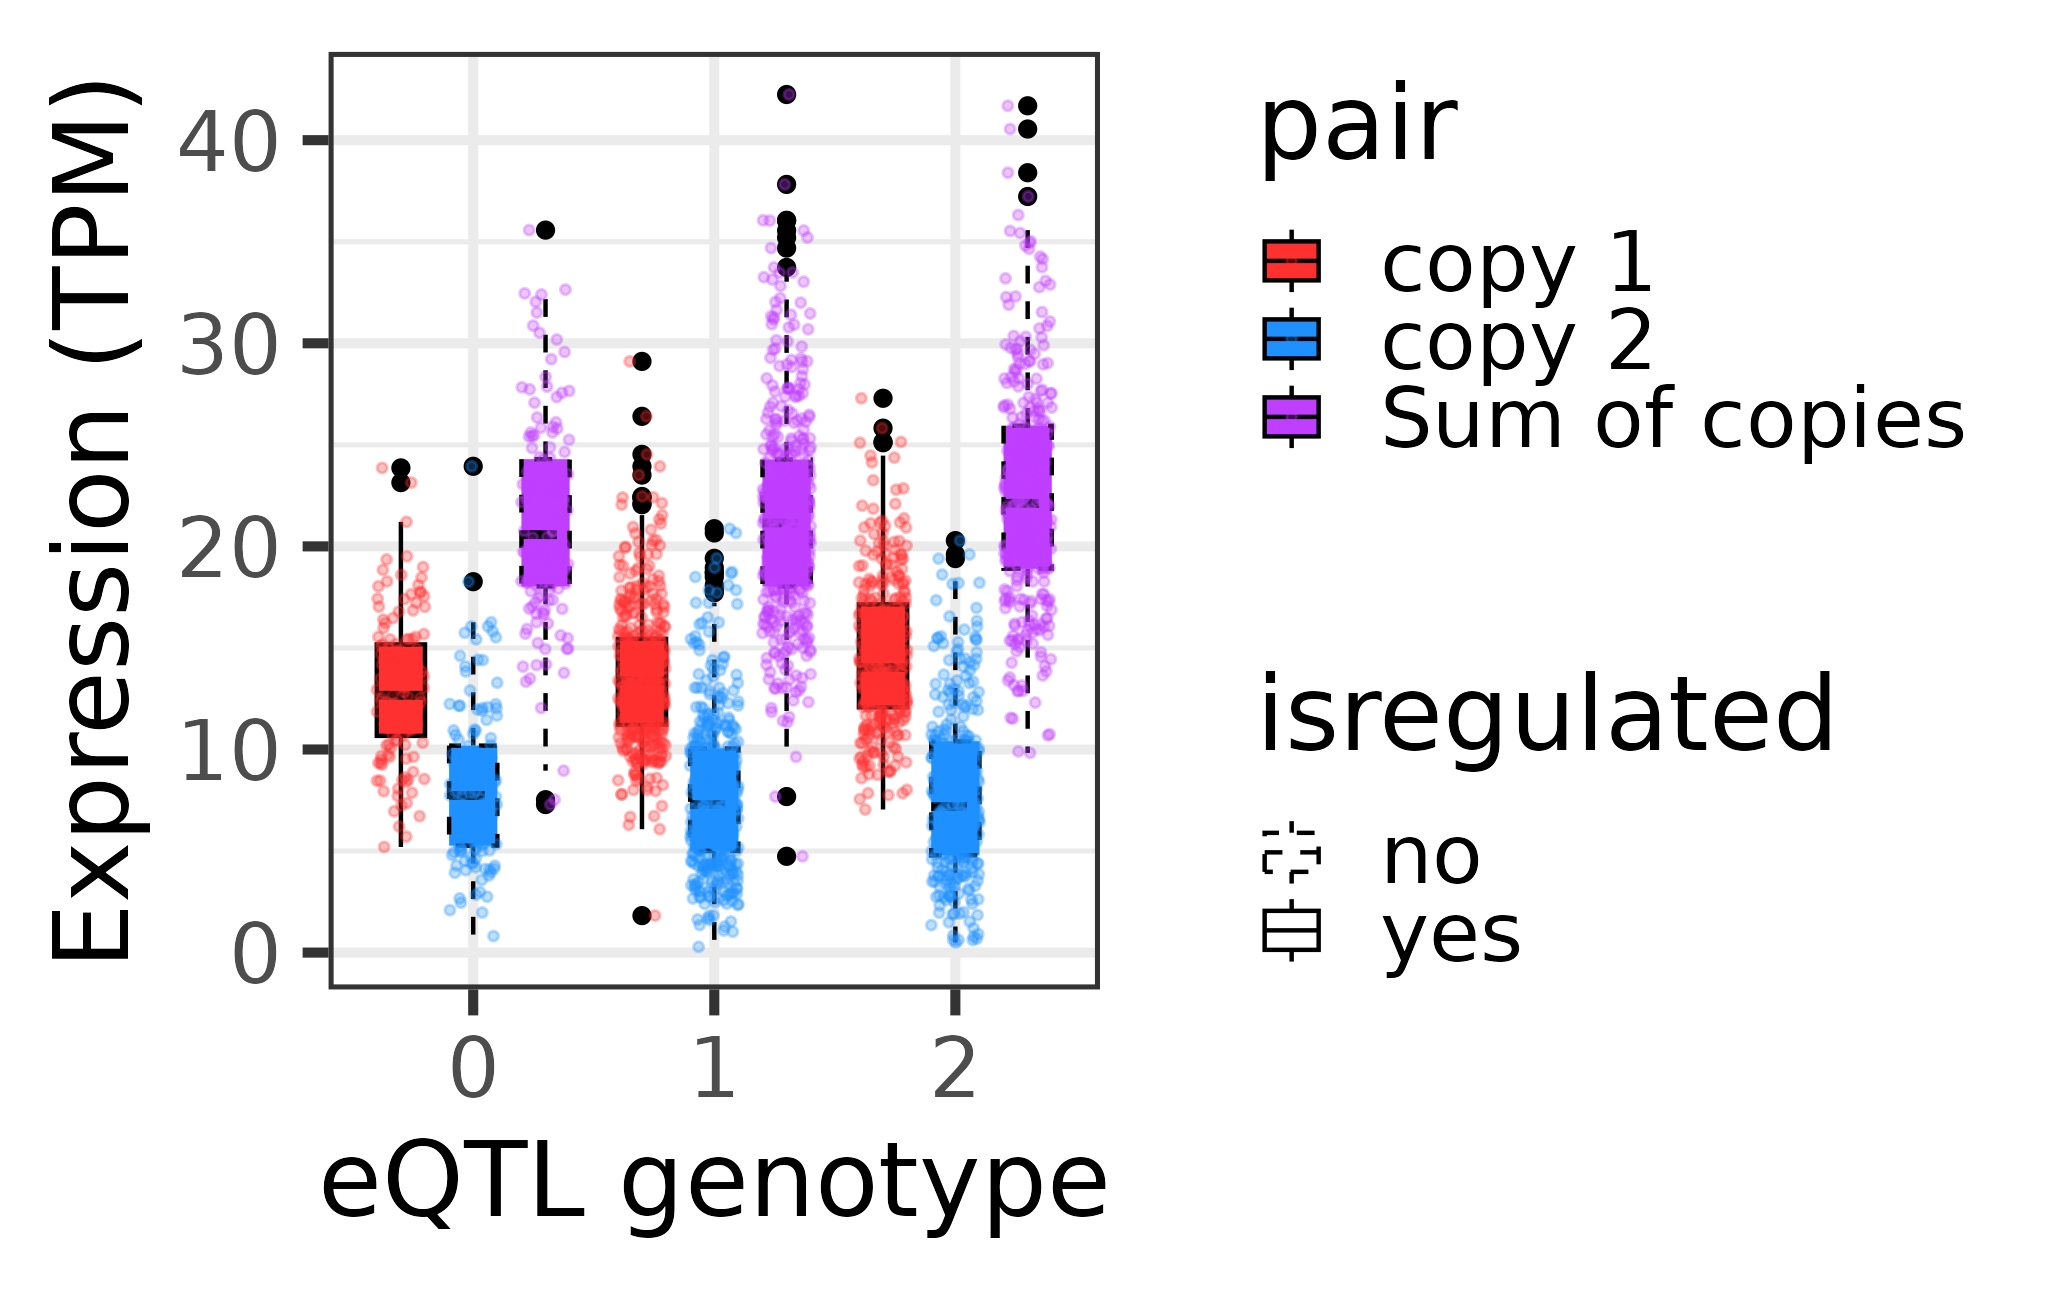 Expression (TPM)
40
30
20
10
0
0 1 2
eQTL genotype
pair
copy 1
copy 2
Sum of copies
isregulated
no
yes